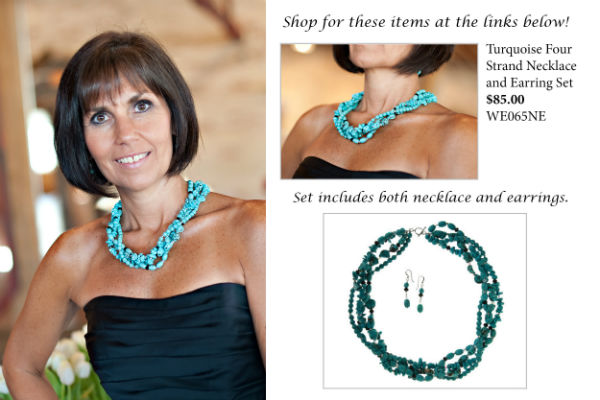 Shop for these items at the links below!
Turquoise Four
Strand Necklace
and Earring Set
$85.00
WE065NE
Set includes both necklace and earrings.